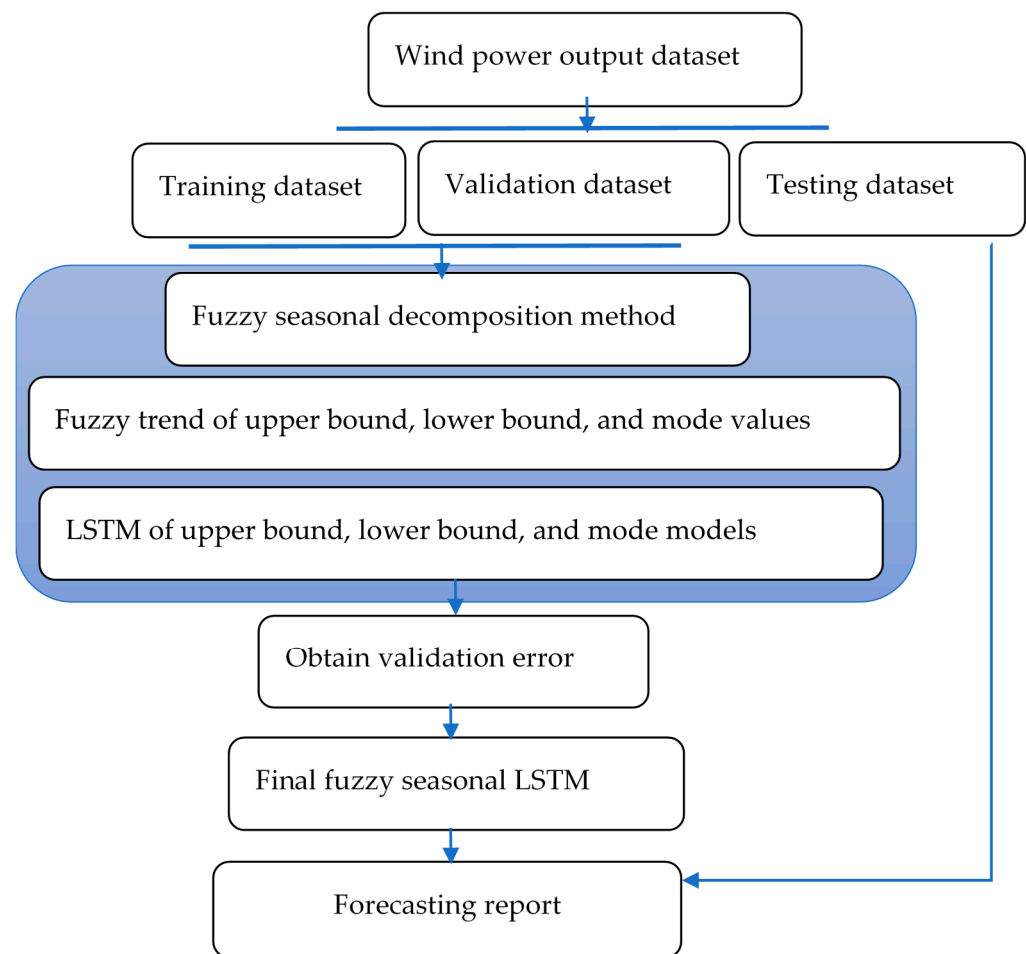 Wind power output dataset
Training dataset
Validation dataset
Testing dataset
Fuzzy seasonal decomposition method
Fuzzy trend of upper bound, lower bound, and mode values
LSTM of upper bound, lower bound, and mode models
Obtain validation error
Final fuzzy seasonal LSTM
Forecasting report